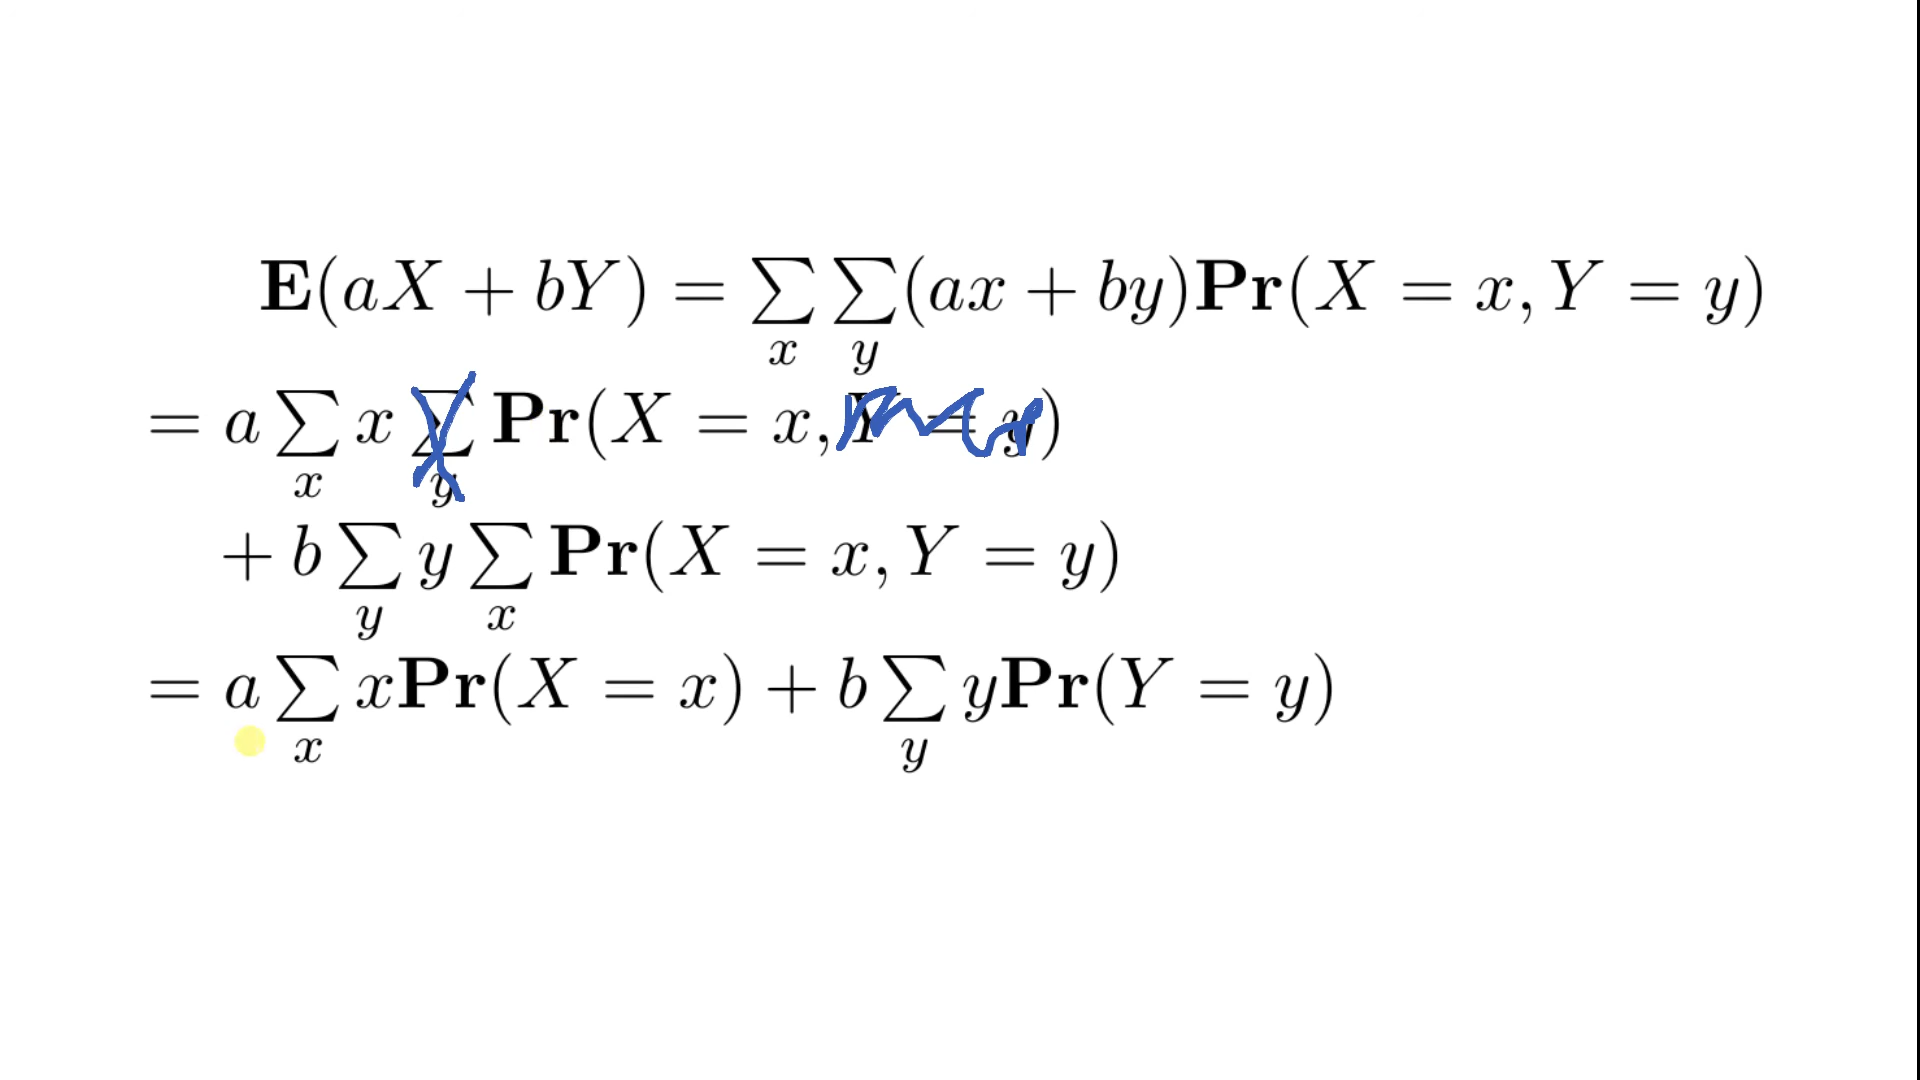 E(aX + bY) = ∑_x ∑_y (ax + by)Pr(X = x, Y = y)
= a ∑_x x ∑_y Pr(X = x, Y = y)
+ b ∑_y y ∑_x Pr(X = x, Y = y)
= a ∑_x xPr(X = x) + b ∑_y yPr(Y = y)